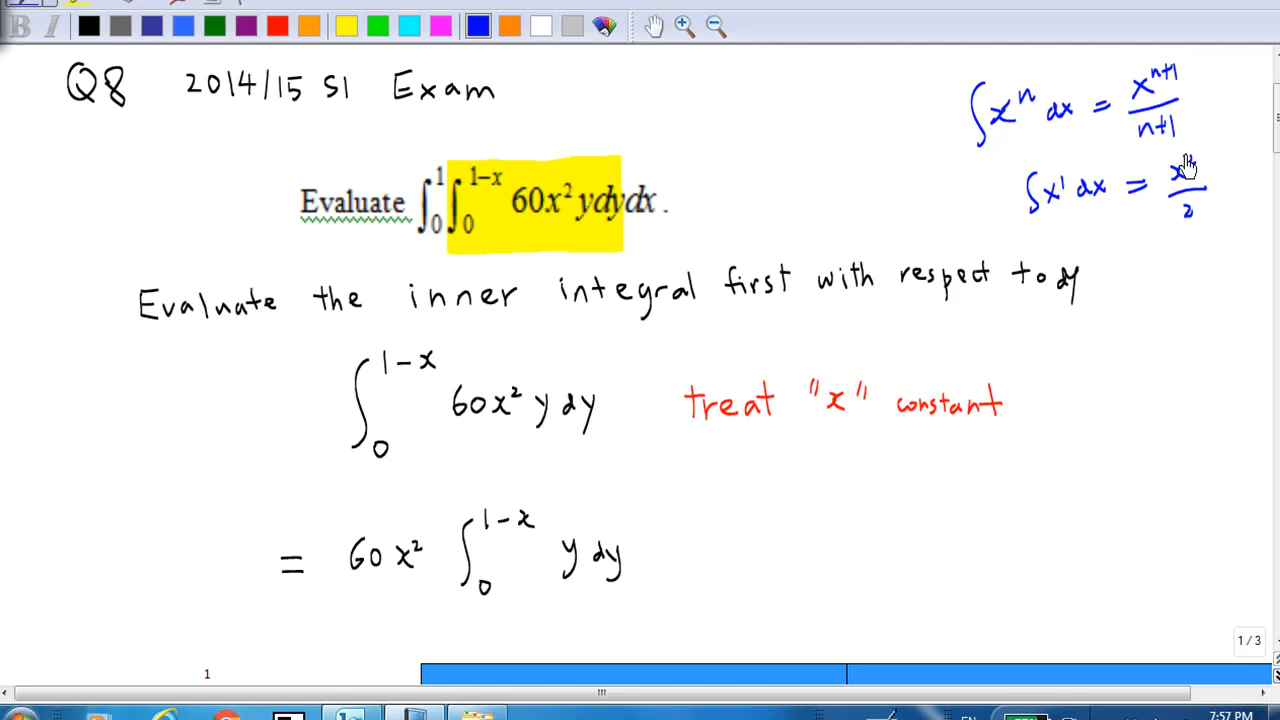 Q8 2014/15 S1 Exam
∫ xⁿ dx = xⁿ⁺¹ / n+1
∫ x¹ dx = x² / 2
Evaluate ∫₀¹ ∫₀¹⁻ˣ 60x² ydydx .
Evaluate the inner integral first with respect to dy
∫₀¹⁻ˣ 60x² y dy treat "x" constant
= 60x² ∫₀¹⁻ˣ y dy
1/3
1
EN 7:57 PM